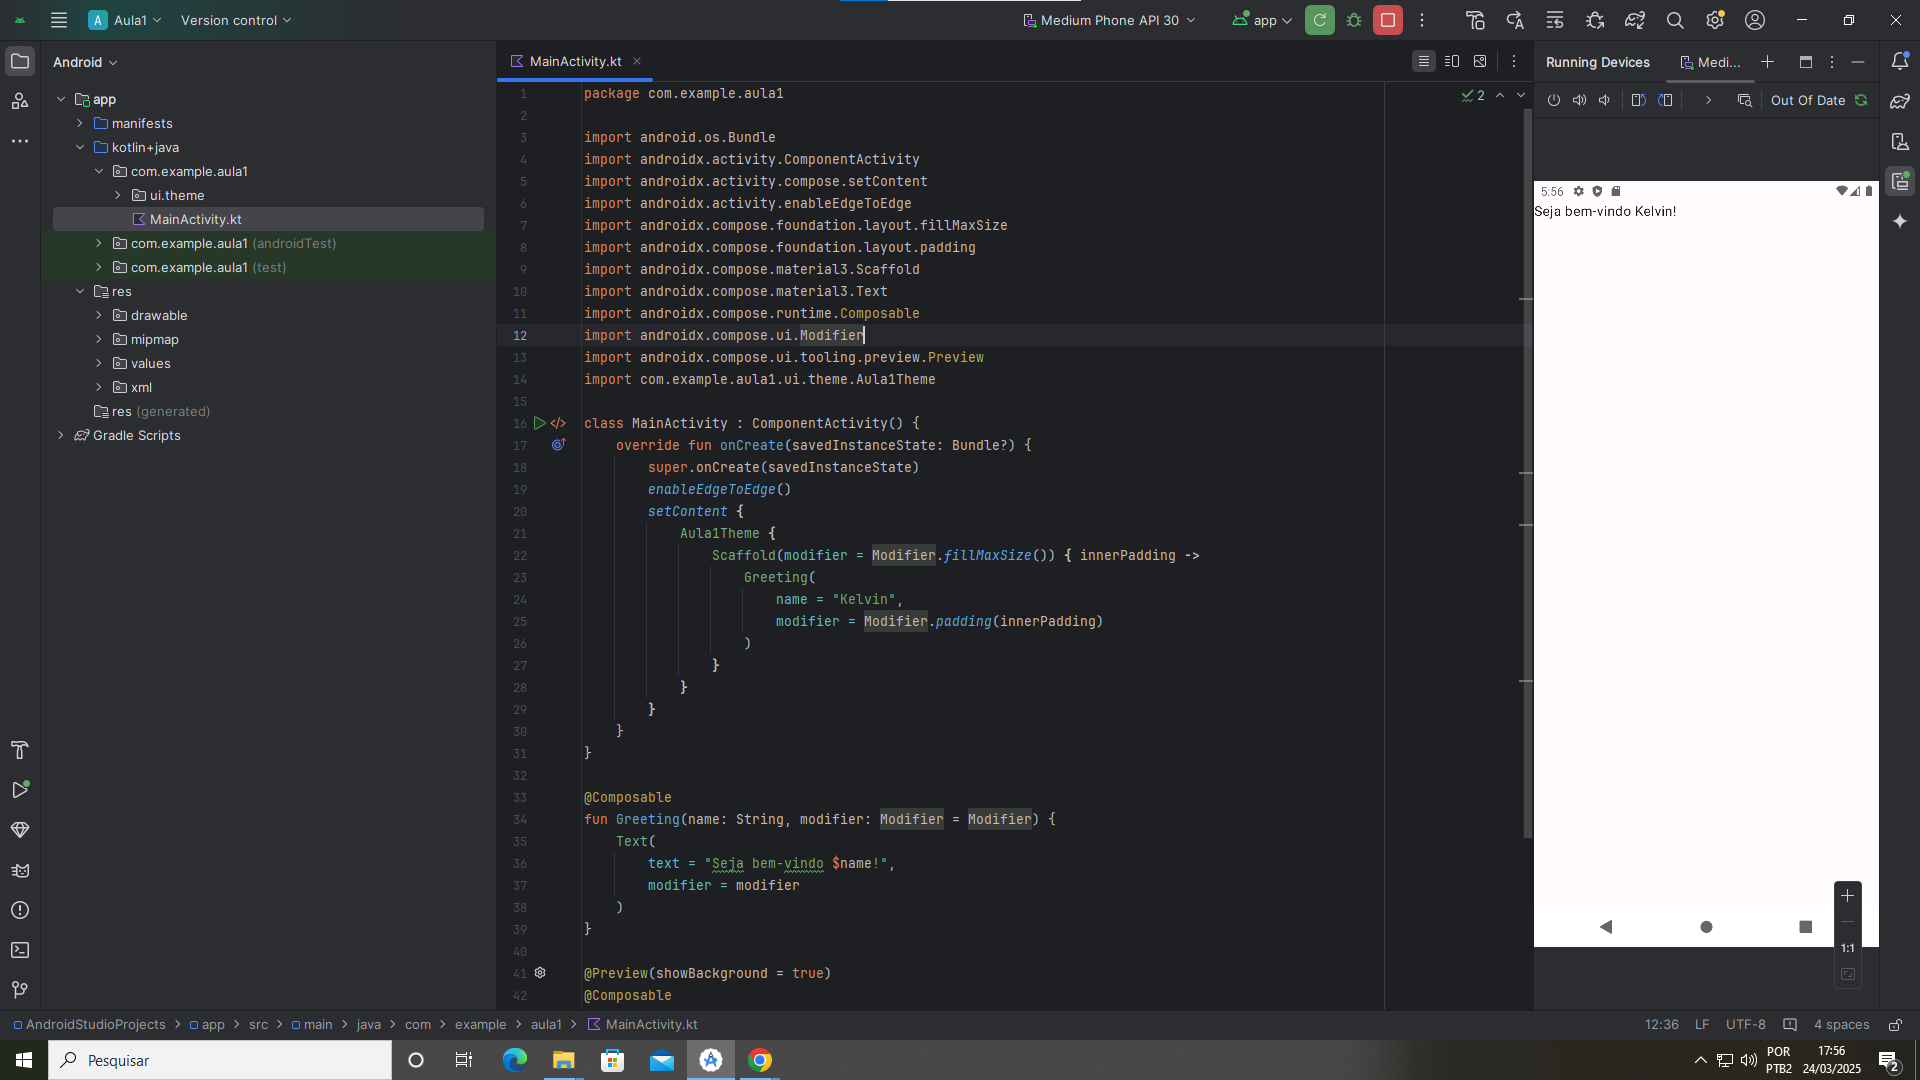 A Aula1 Version control Medium Phone API 30 app
Android
app
manifests
kotlin+java
com.example.aula1
ui.theme
MainActivity.kt
com.example.aula1 (androidTest)
com.example.aula1 (test)
res
drawable
mipmap
values
xml
res (generated)
Gradle Scripts
MainActivity.kt
2
1 package com.example.aula1
2
3 import android.os.Bundle
4 import androidx.activity.ComponentActivity
5 import androidx.activity.compose.setContent
6 import androidx.activity.enableEdgeToEdge
7 import androidx.compose.foundation.layout.fillMaxSize
8 import androidx.compose.foundation.layout.padding
9 import androidx.compose.material3.Scaffold
10 import androidx.compose.material3.Text
11 import androidx.compose.runtime.Composable
12 import androidx.compose.ui.Modifier
13 import androidx.compose.ui.tooling.preview.Preview
14 import com.example.aula1.ui.theme.Aula1Theme
15
16 class MainActivity : ComponentActivity() {
17 override fun onCreate(savedInstanceState: Bundle?) {
18 super.onCreate(savedInstanceState)
19 enableEdgeToEdge()
20 setContent {
21 Aula1Theme {
22 Scaffold(modifier = Modifier.fillMaxSize()) { innerPadding ->
23 Greeting(
24 name = "Kelvin",
25 modifier = Modifier.padding(innerPadding)
26 )
27 }
28 }
29 }
30 }
31 }
32
33 @Composable
34 fun Greeting(name: String, modifier: Modifier = Modifier) {
35 Text(
36 text = "Seja bem-vindo $name!",
37 modifier = modifier
38 )
39 }
40
41 @Preview(showBackground = true)
42 @Composable
Running Devices Medi...
Out Of Date
5:56
Seja bem-vindo Kelvin!
1:1
AndroidStudioProjects > app > src > main > java > com > example > aula1 > MainActivity.kt
12:36 LF UTF-8 4 spaces
Pesquisar
POR
PTB2
17:56
24/03/2025
2